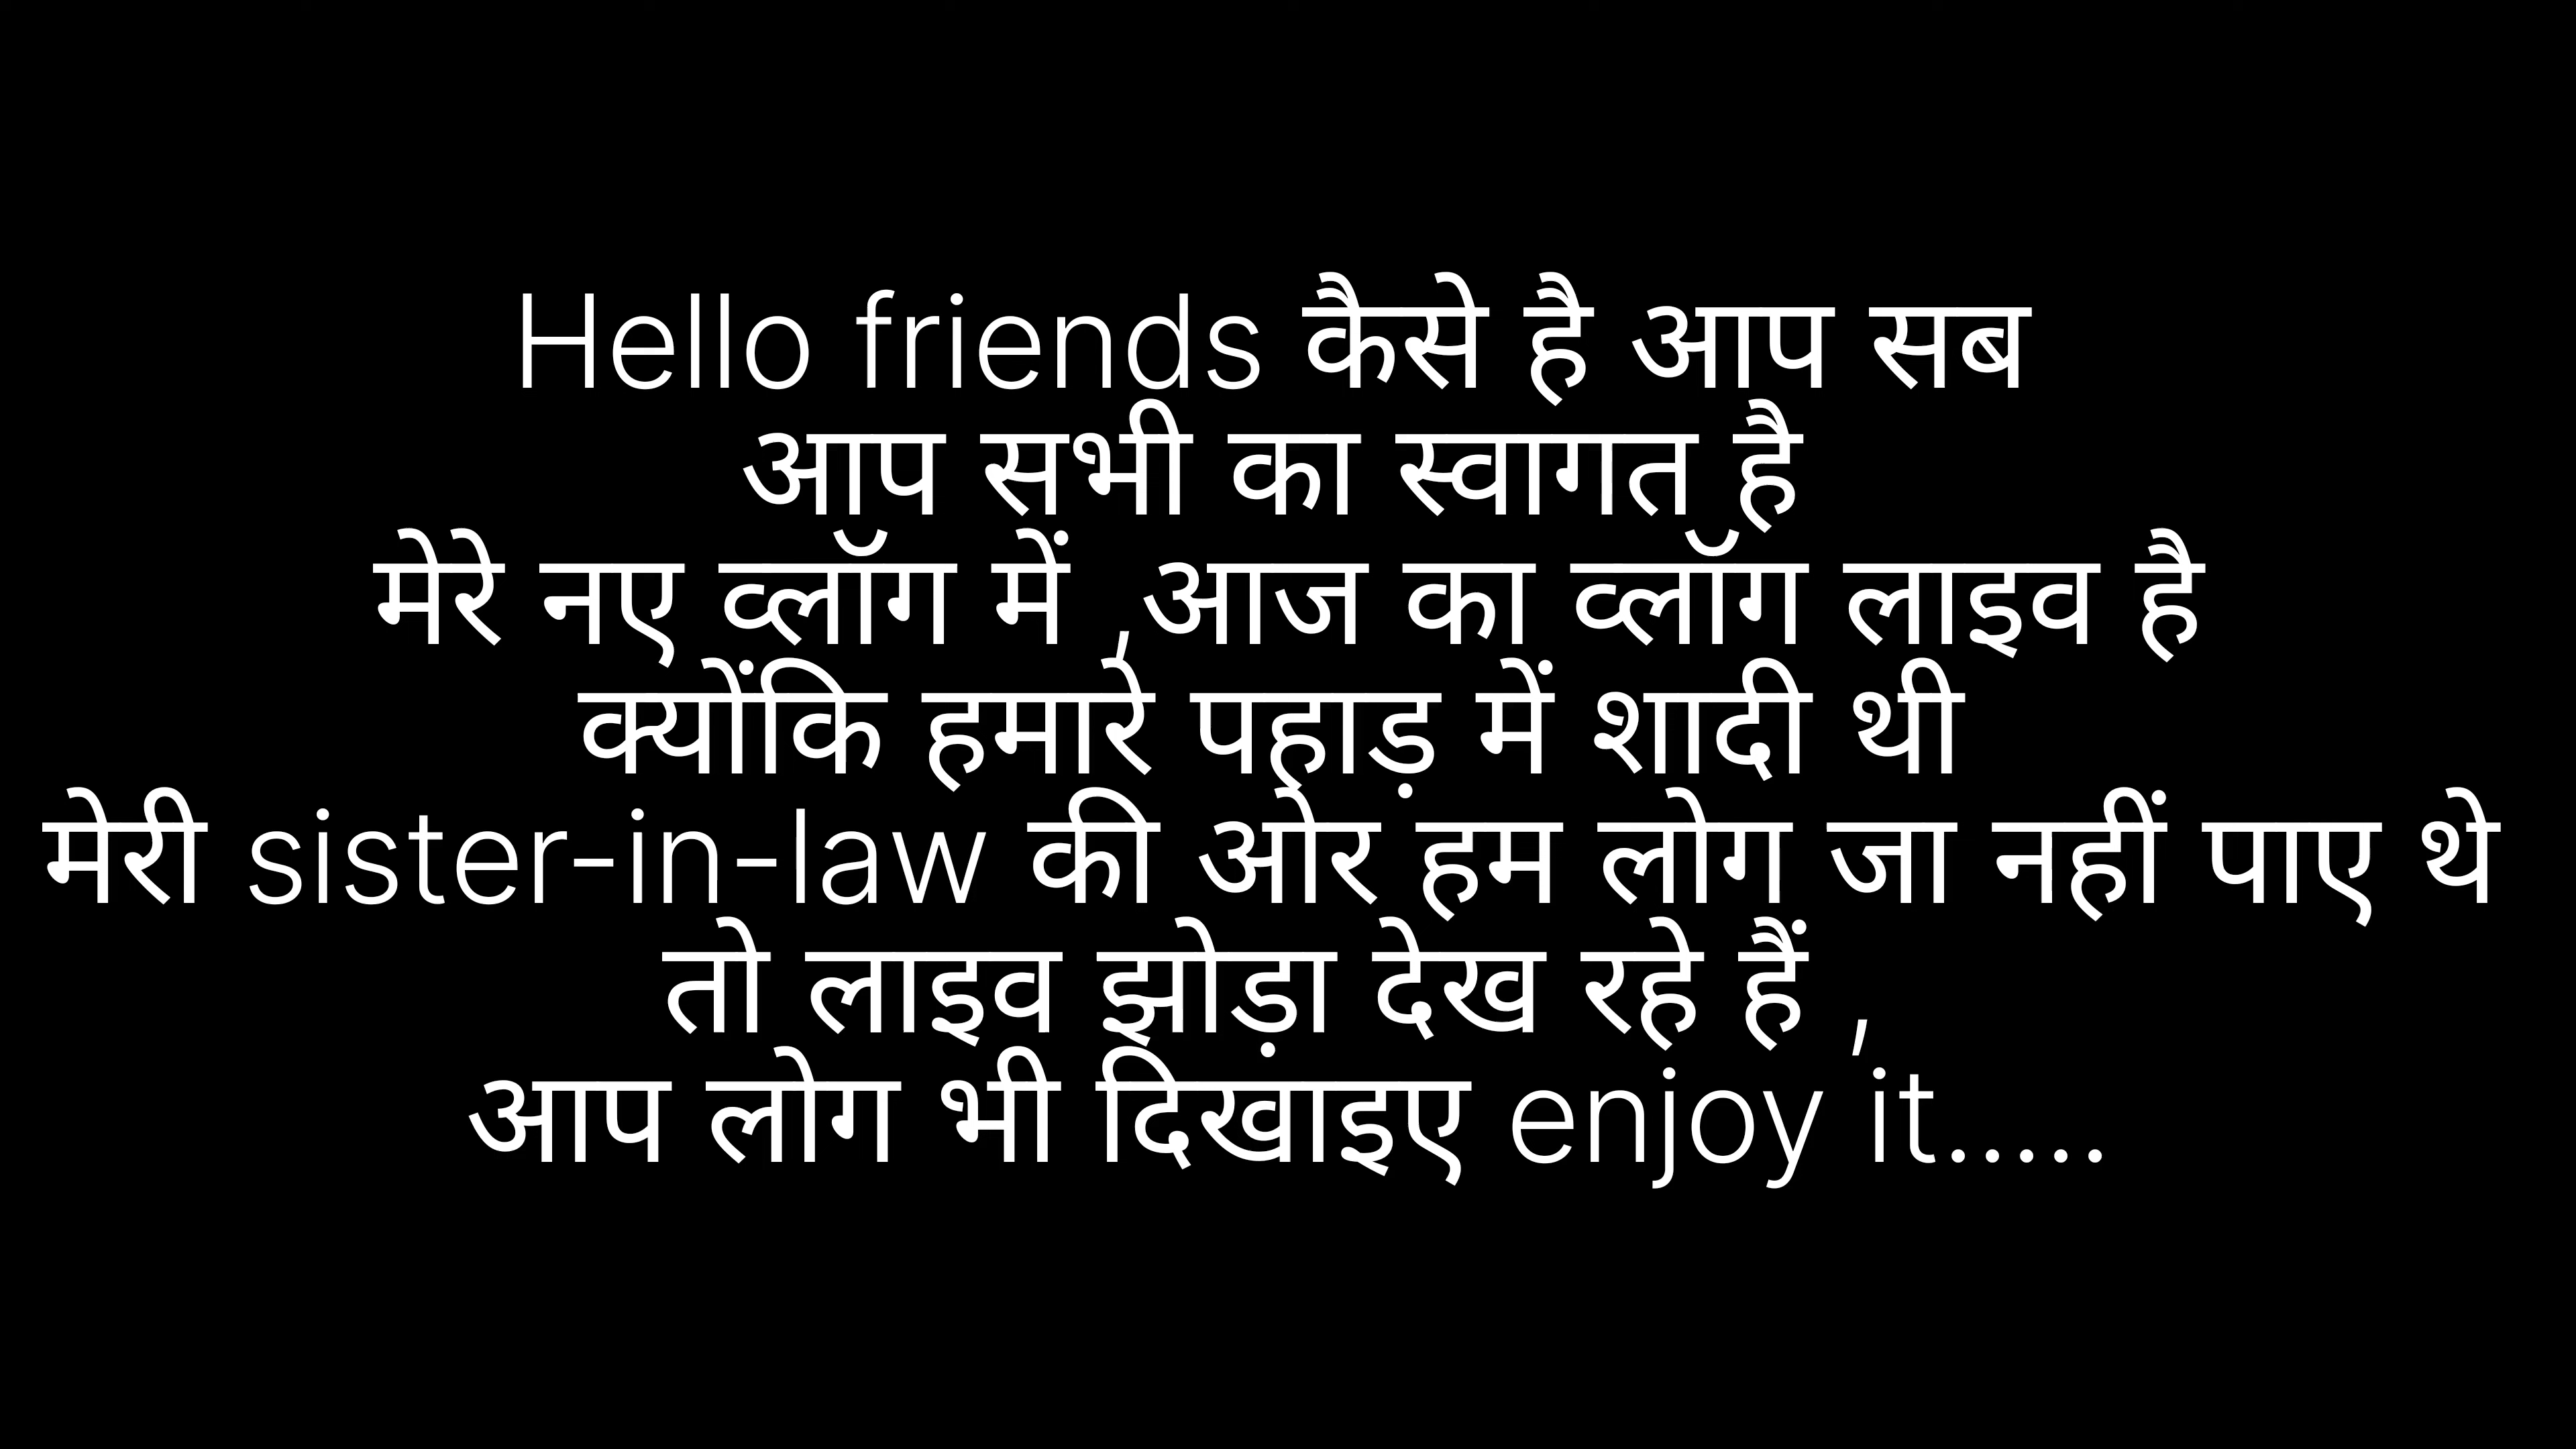 Hello friends कैसे है आप सब
आप सभी का स्वागत है
मेरे नए व्लॉग में ,आज का व्लॉग लाइव है
क्योंकि हमारे पहाड़ में शादी थी
मेरी sister-in-law की ओर हम लोग जा नहीं पाए थे
तो लाइव झोड़ा देख रहे हैं ,
आप लोग भी दिखाइए enjoy it.....